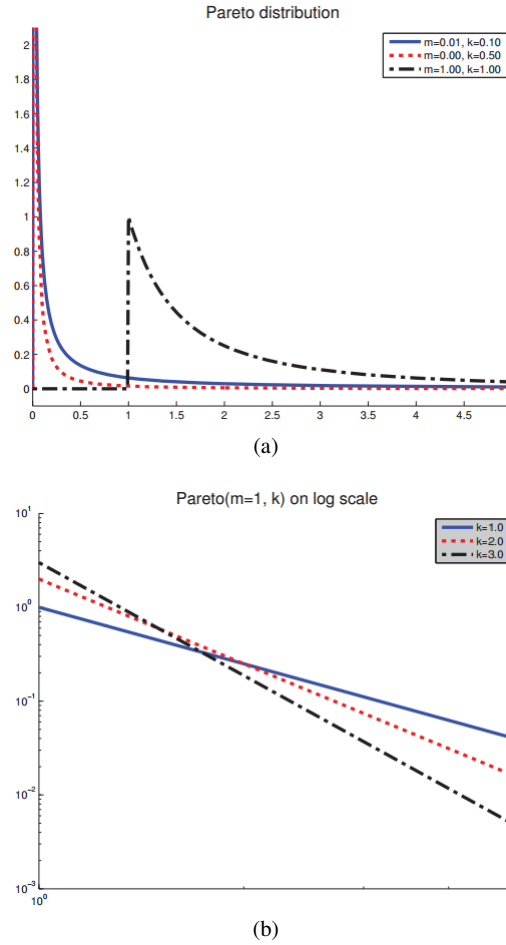 Pareto distribution
m=0.01, k=0.10
m=0.00, k=0.50
m=1.00, k=1.00
2
1.8
1.6
1.4
1.2
1
0.8
0.6
0.4
0.2
0
0 0.5 1 1.5 2 2.5 3 3.5 4 4.5
(a)
Pareto(m=1, k) on log scale
k=1.0
k=2.0
k=3.0
10^1
10^0
10^-1
10^-2
10^-3
10^0
(b)